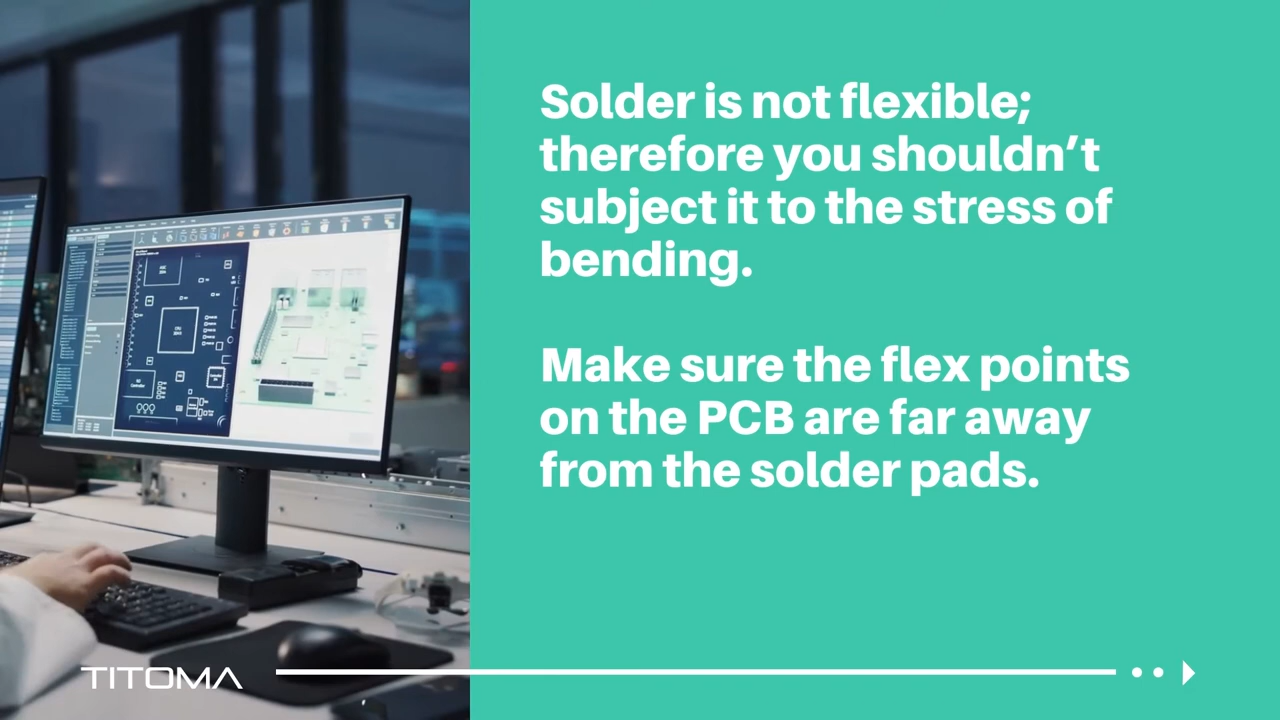 Solder is not flexible;
therefore you shouldn’t
subject it to the stress of
bending.
Make sure the flex points
on the PCB are far away
from the solder pads.
TITOMA